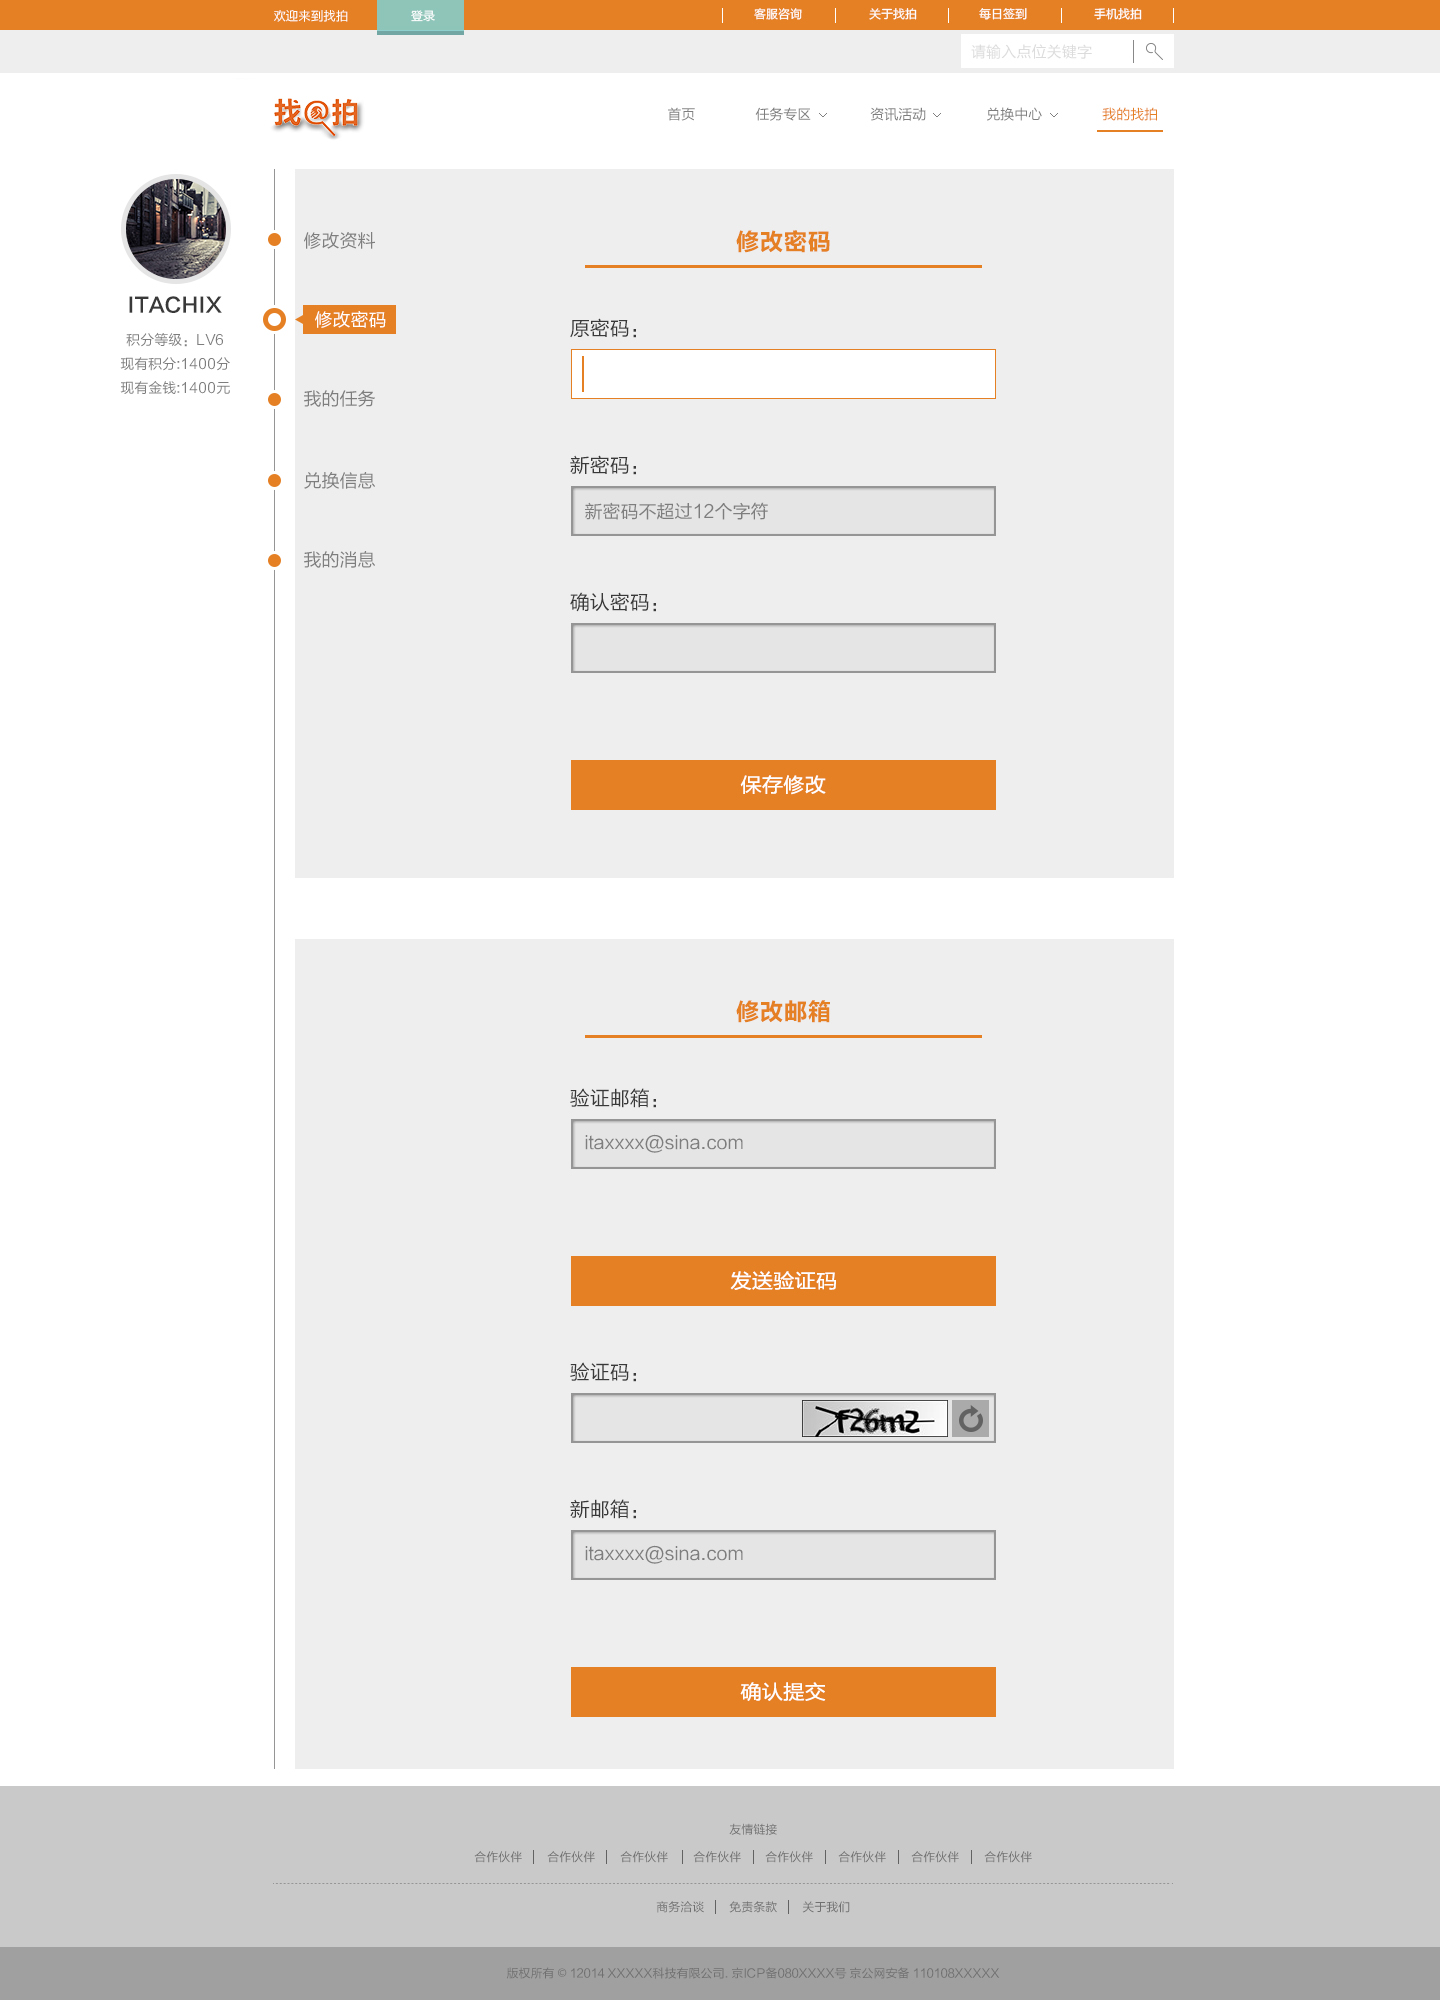 欢迎来到找拍 登录 客服咨询 关于找拍 每日签到 手机找拍
请输入点位关键字
找拍 首页 任务专区 资讯活动 兑换中心 我的找拍
ITACHIX
积分等级：LV6
现有积分:1400分
现有金钱:1400元
修改资料
修改密码
我的任务
兑换信息
我的消息
修改密码
原密码：
新密码：
新密码不超过12个字符
确认密码：
保存修改
修改邮箱
验证邮箱：
itaxxxx@sina.com
发送验证码
验证码：
F26m2
新邮箱：
itaxxxx@sina.com
确认提交
友情链接
合作伙伴 合作伙伴 合作伙伴 合作伙伴 合作伙伴 合作伙伴 合作伙伴 合作伙伴
商务洽谈 免责条款 关于我们
版权所有 © 12014 XXXXX科技有限公司. 京ICP备080XXXX号 京公网安备 110108XXXXX